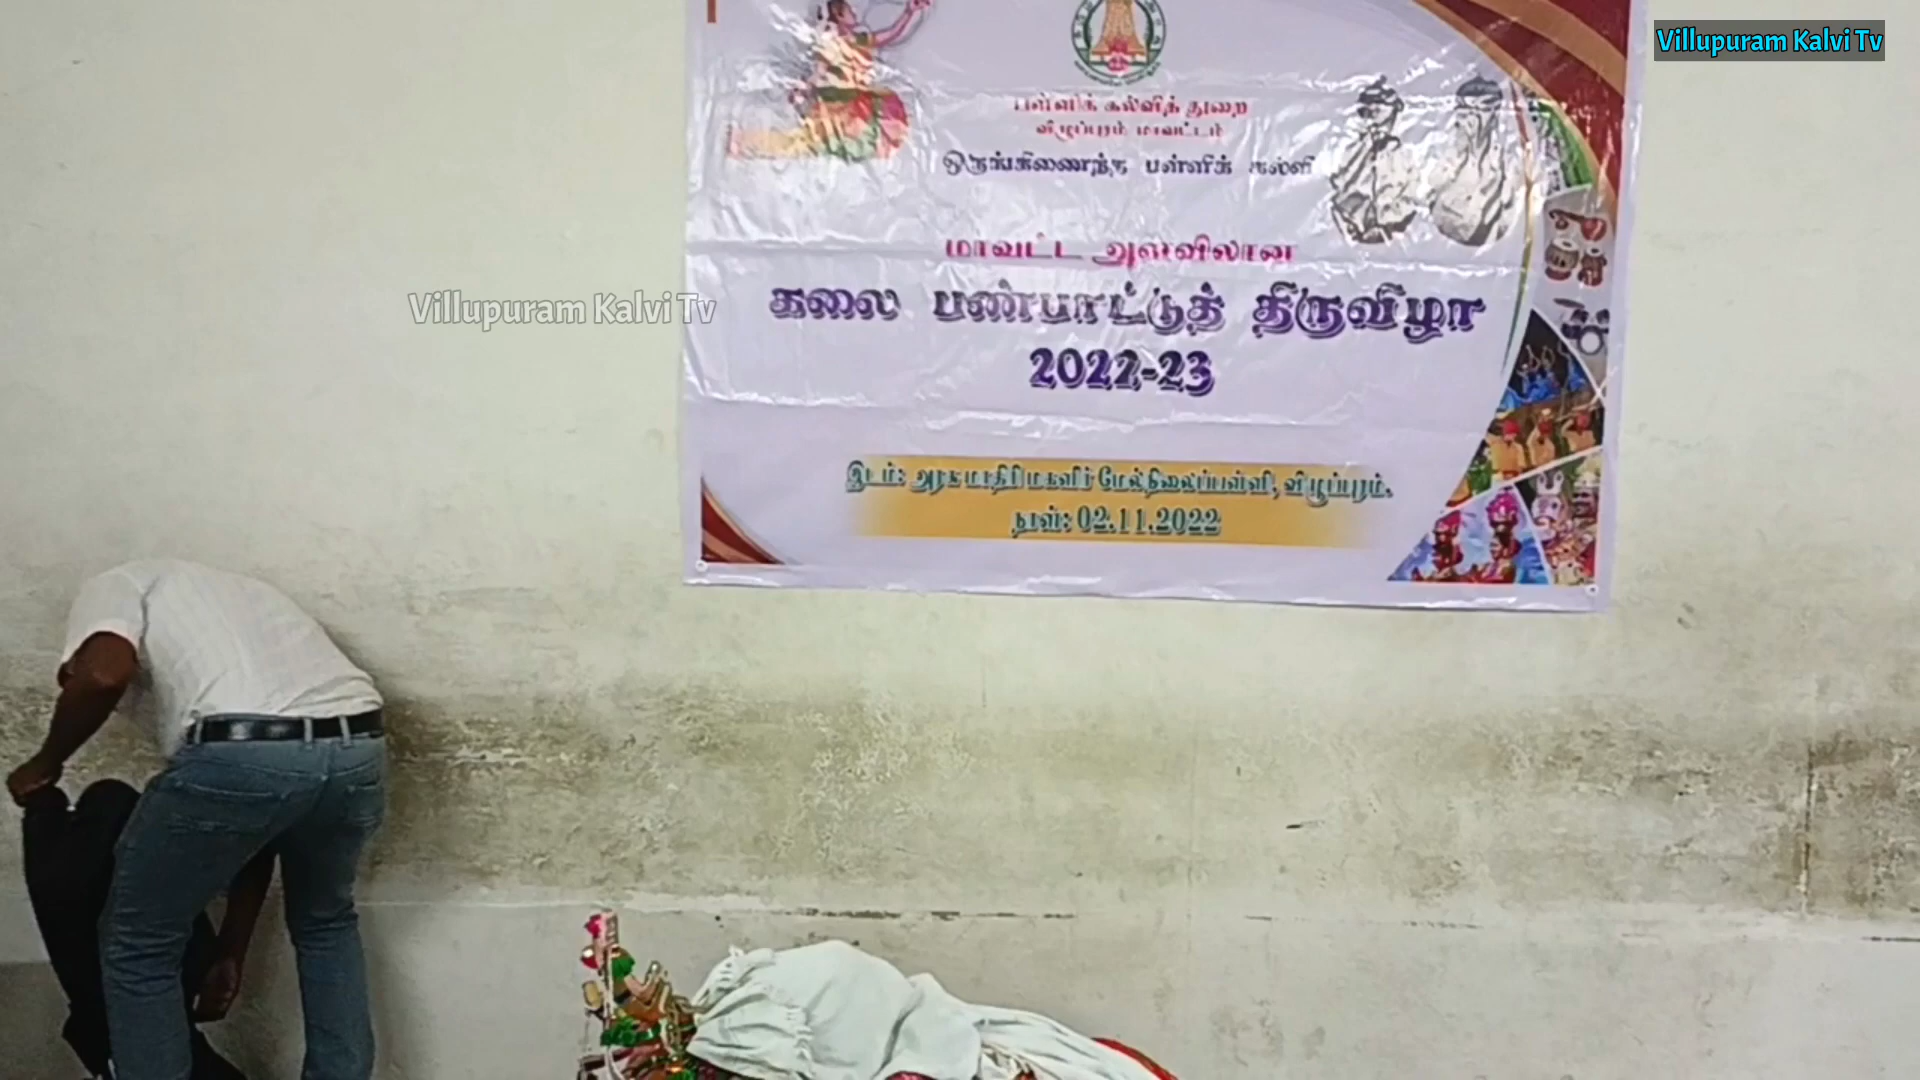 Villupuram Kalvi Tv
பள்ளிக் கல்வித் துறை
விழுப்புரம் மாவட்டம்
ஒருங்கிணைந்த பள்ளிக் கல்வி
மாவட்ட அளவிலான
கலை பண்பாட்டுத் திருவிழா
2022-23
Villupuram Kalvi Tv
இடம்: அரசு மாதிரி மகளிர் மேல்நிலைப்பள்ளி, விழுப்புரம்.
நாள்: 02.11.2022